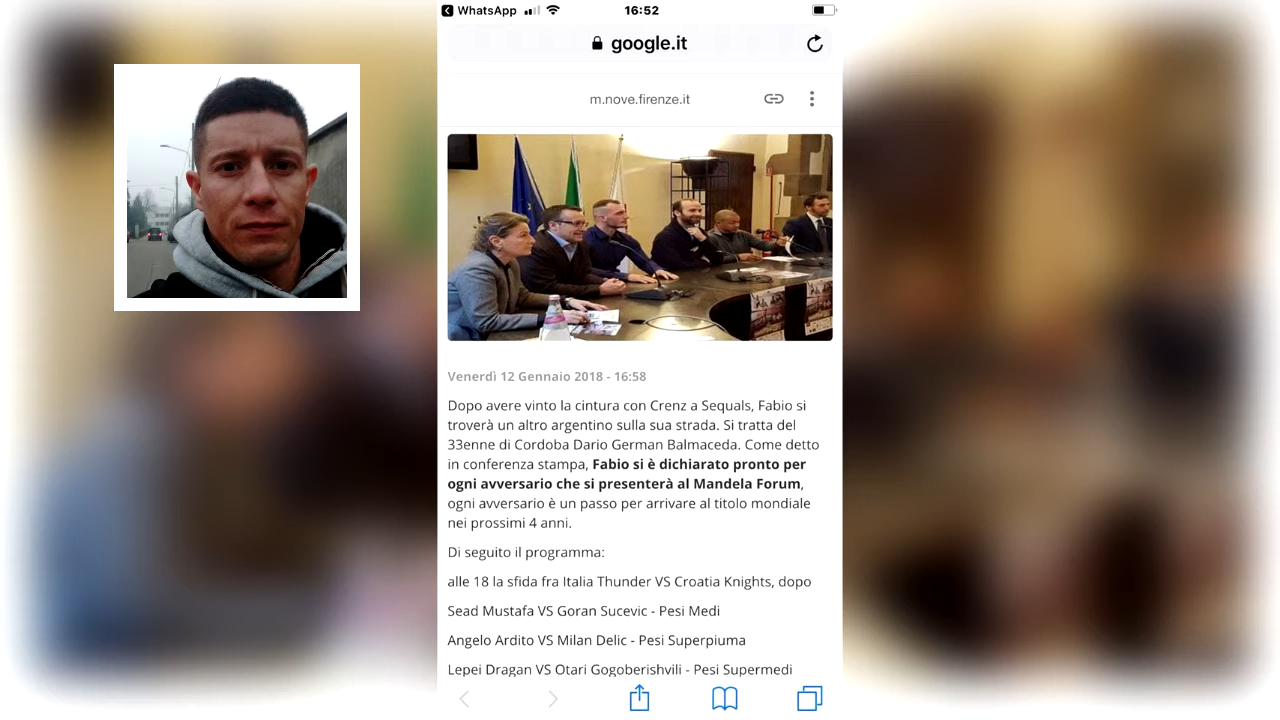 WhatsApp
16:52
google.it
m.nove.firenze.it
Venerdì 12 Gennaio 2018 - 16:58
Dopo avere vinto la cintura con Crenz a Sequals, Fabio si
troverà un altro argentino sulla sua strada. Si tratta del
33enne di Cordoba Dario German Balmaceda. Come detto
in conferenza stampa, Fabio si è dichiarato pronto per
ogni avversario che si presenterà al Mandela Forum,
ogni avversario è un passo per arrivare al titolo mondiale
nei prossimi 4 anni.
Di seguito il programma:
alle 18 la sfida fra Italia Thunder VS Croatia Knights, dopo
Sead Mustafa VS Goran Sucevic - Pesi Medi
Angelo Ardito VS Milan Delic - Pesi Superpiuma
Lepei Dragan VS Otari Gogoberishvili - Pesi Supermedi